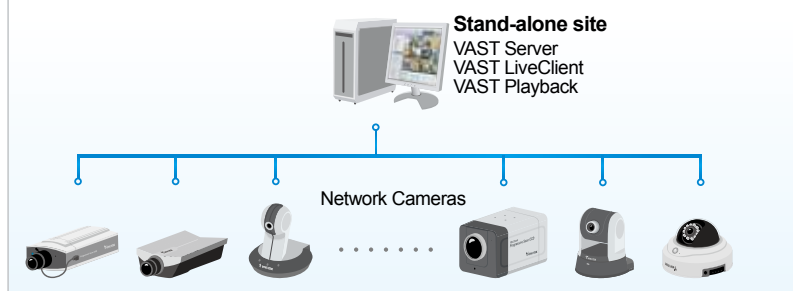 Stand-alone site
VAST Server
VAST LiveClient
VAST Playback
Network Cameras